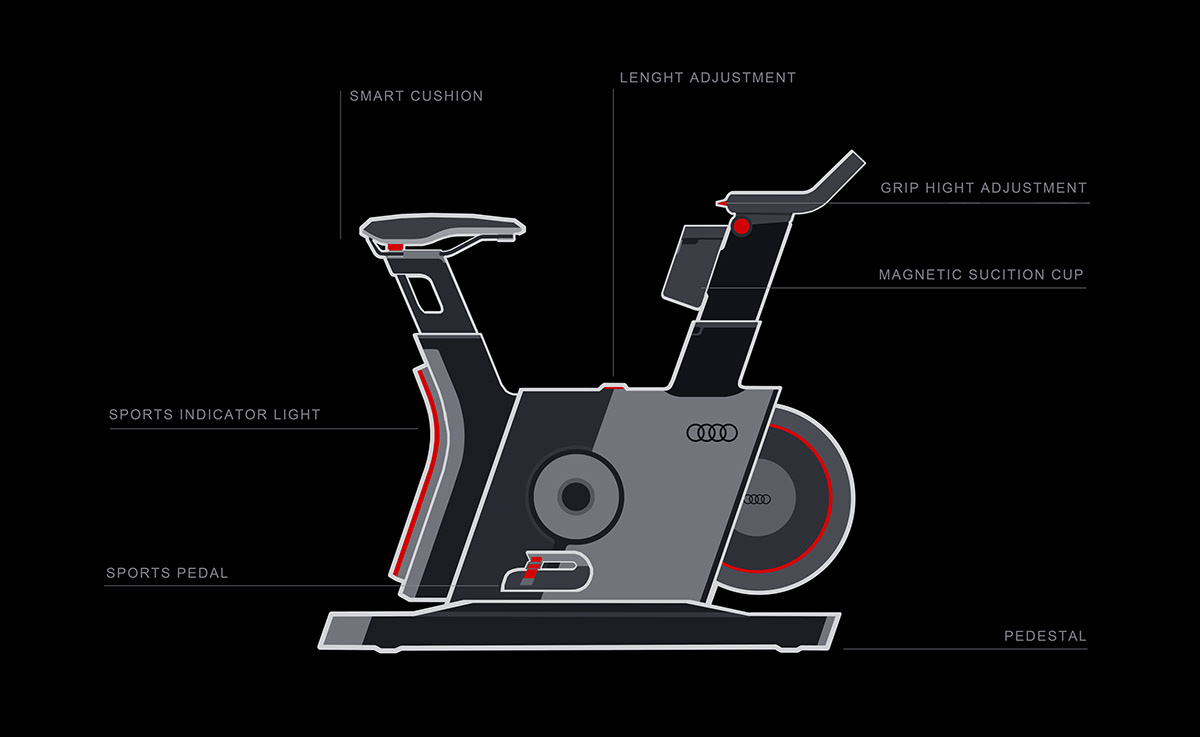 LENGHT ADJUSTMENT
SMART CUSHION
GRIP HIGHT ADJUSTMENT
MAGNETIC SUCITION CUP
SPORTS INDICATOR LIGHT
SPORTS PEDAL
PEDESTAL